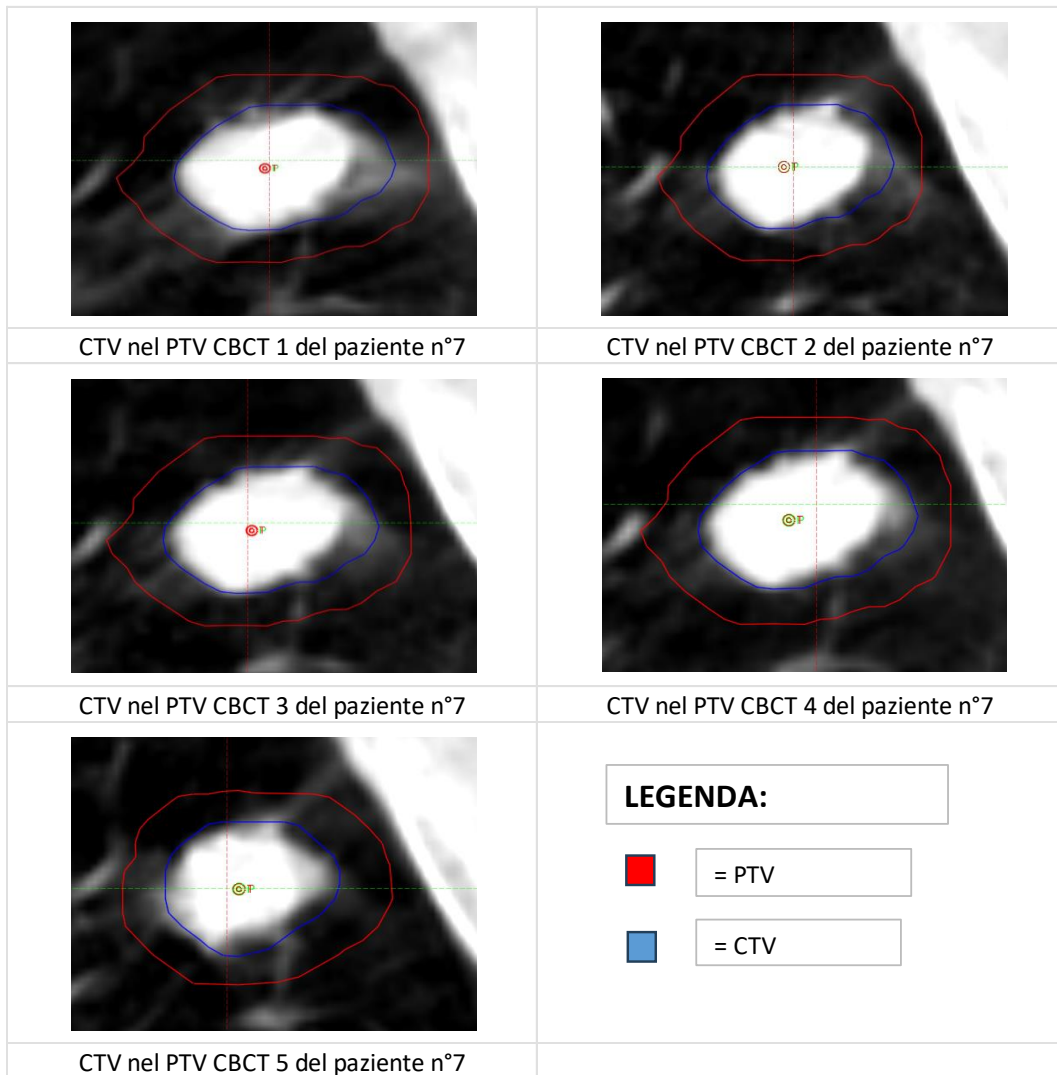 CTV nel PTV CBCT 1 del paziente n°7
CTV nel PTV CBCT 2 del paziente n°7
CTV nel PTV CBCT 3 del paziente n°7
CTV nel PTV CBCT 4 del paziente n°7
LEGENDA:
= PTV
= CTV
CTV nel PTV CBCT 5 del paziente n°7